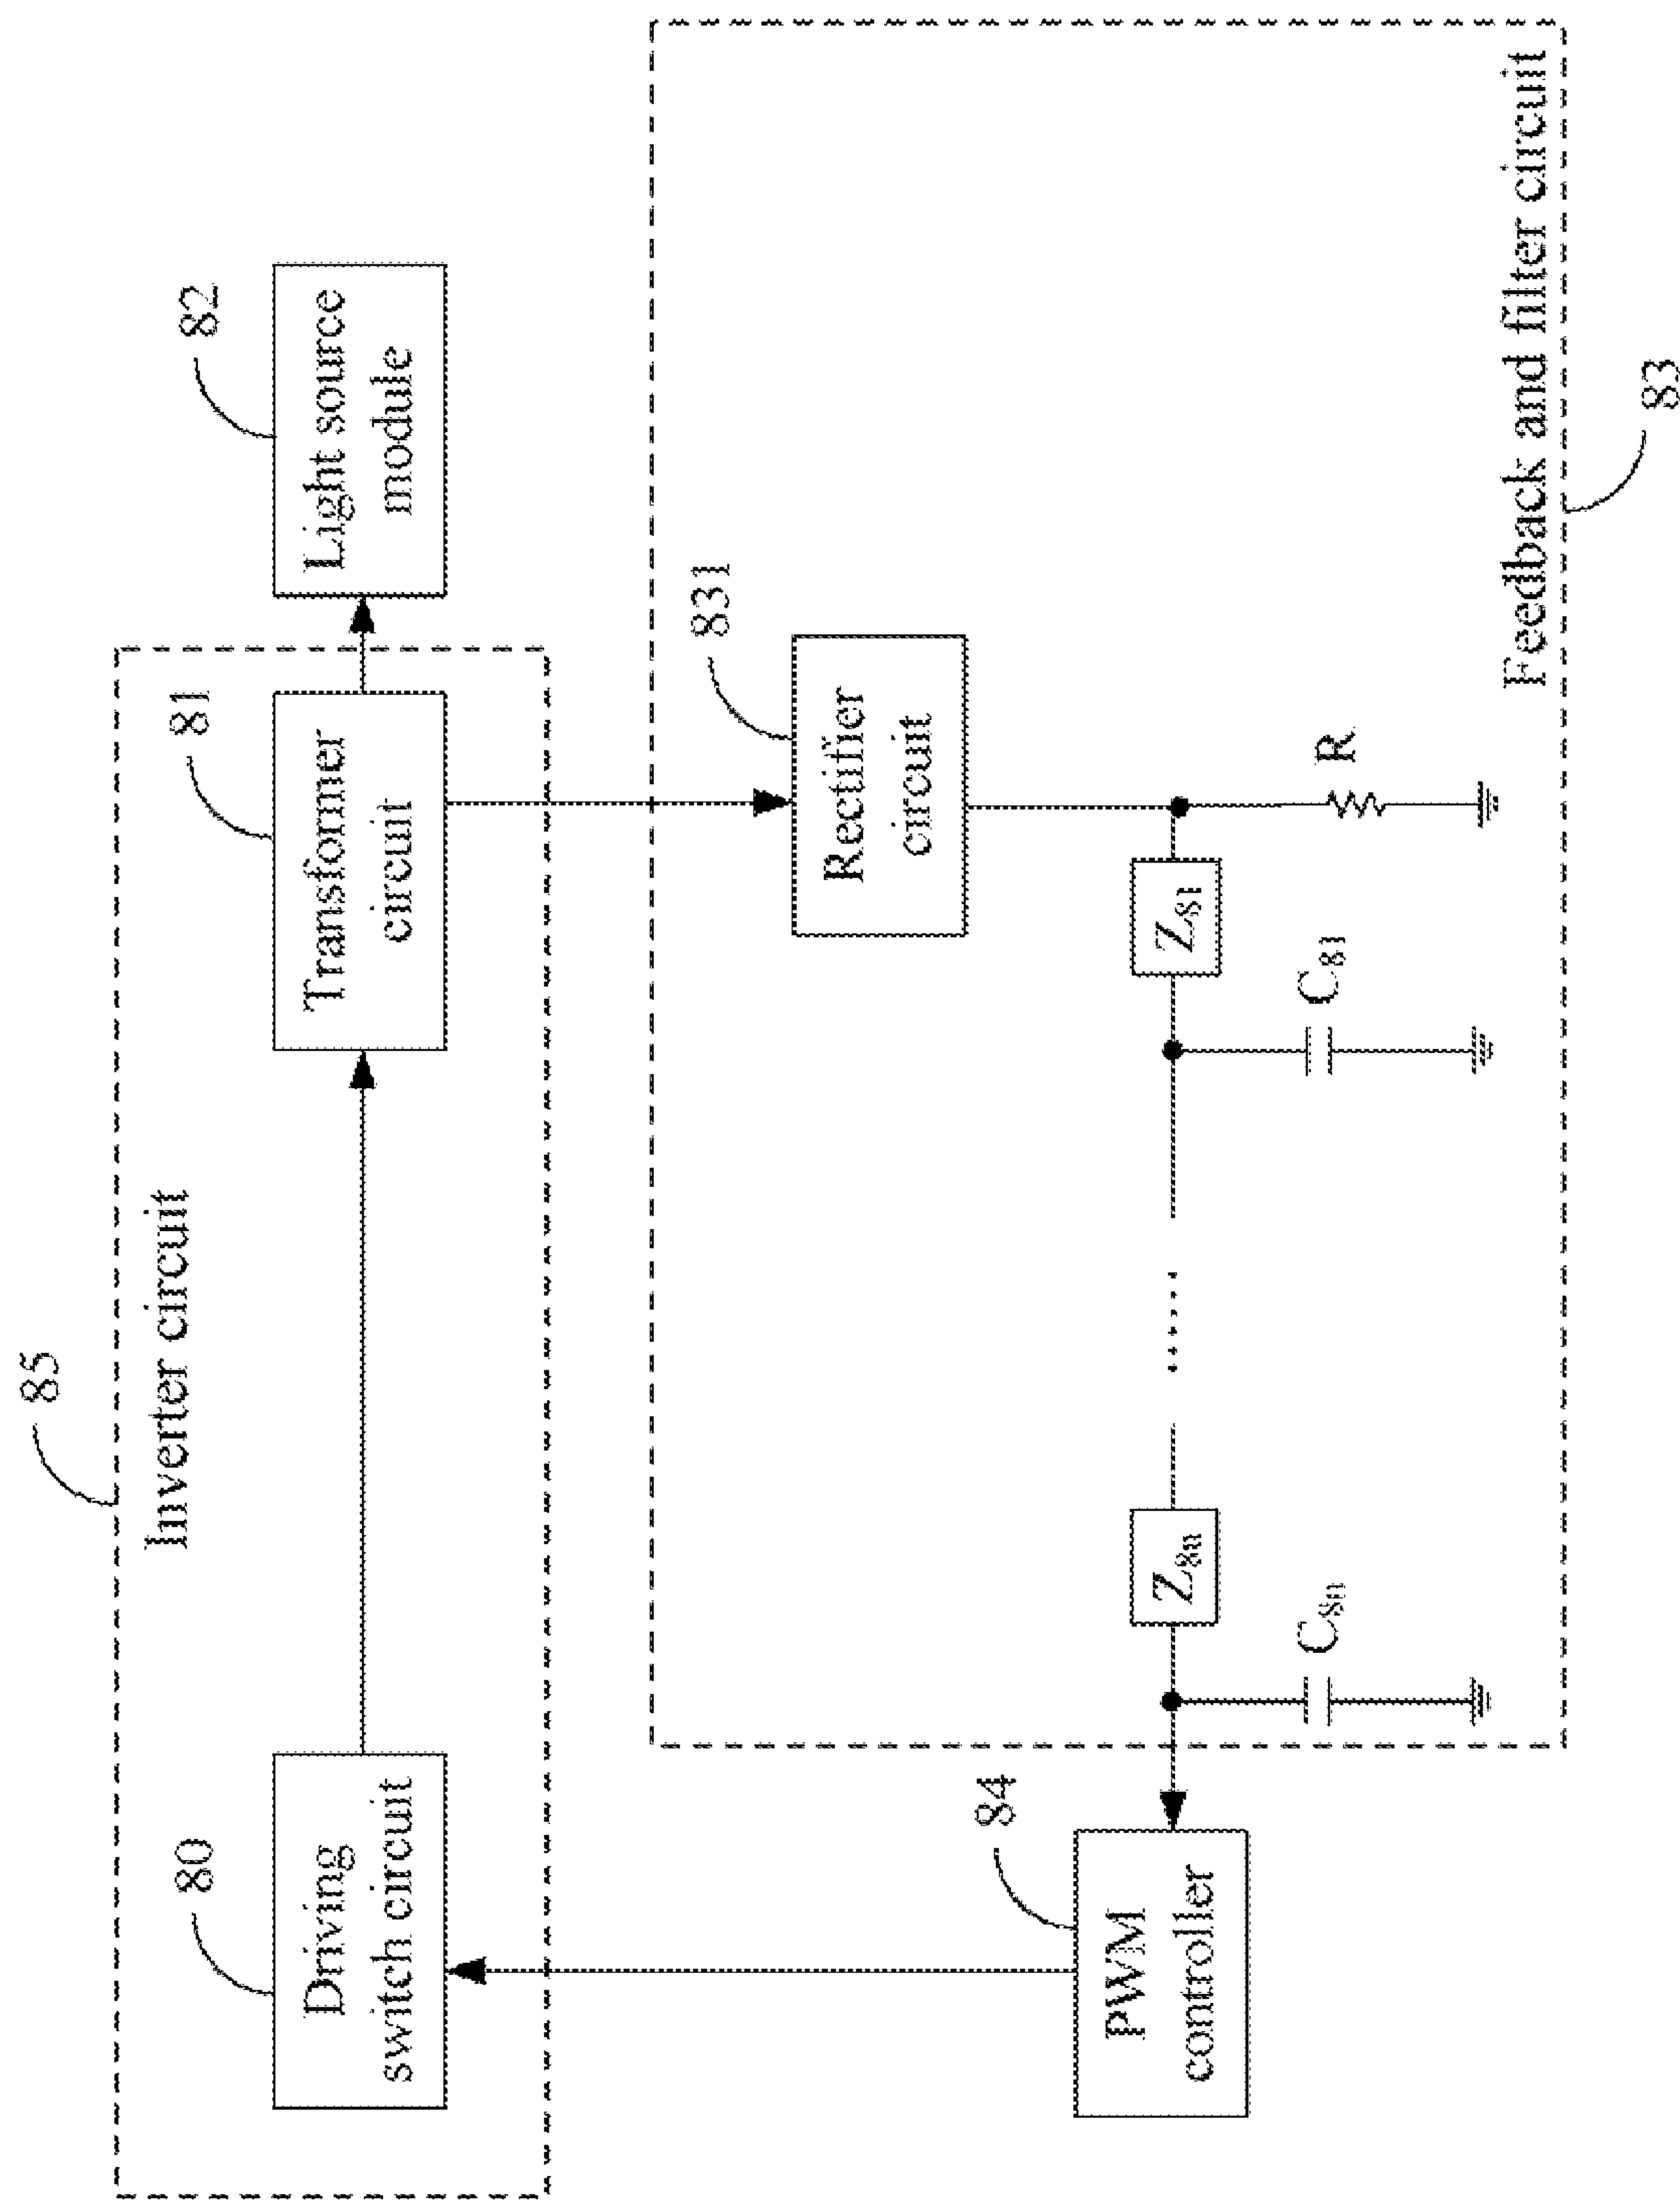 85
Inverter circuit
80
Driving
switch circuit
81
Transformer
circuit
82
Light source
module
84
PWM
controller
831
Rectifier
circuit
Z8n
Z81
C8n
C81
R
Feedback and filter circuit
83